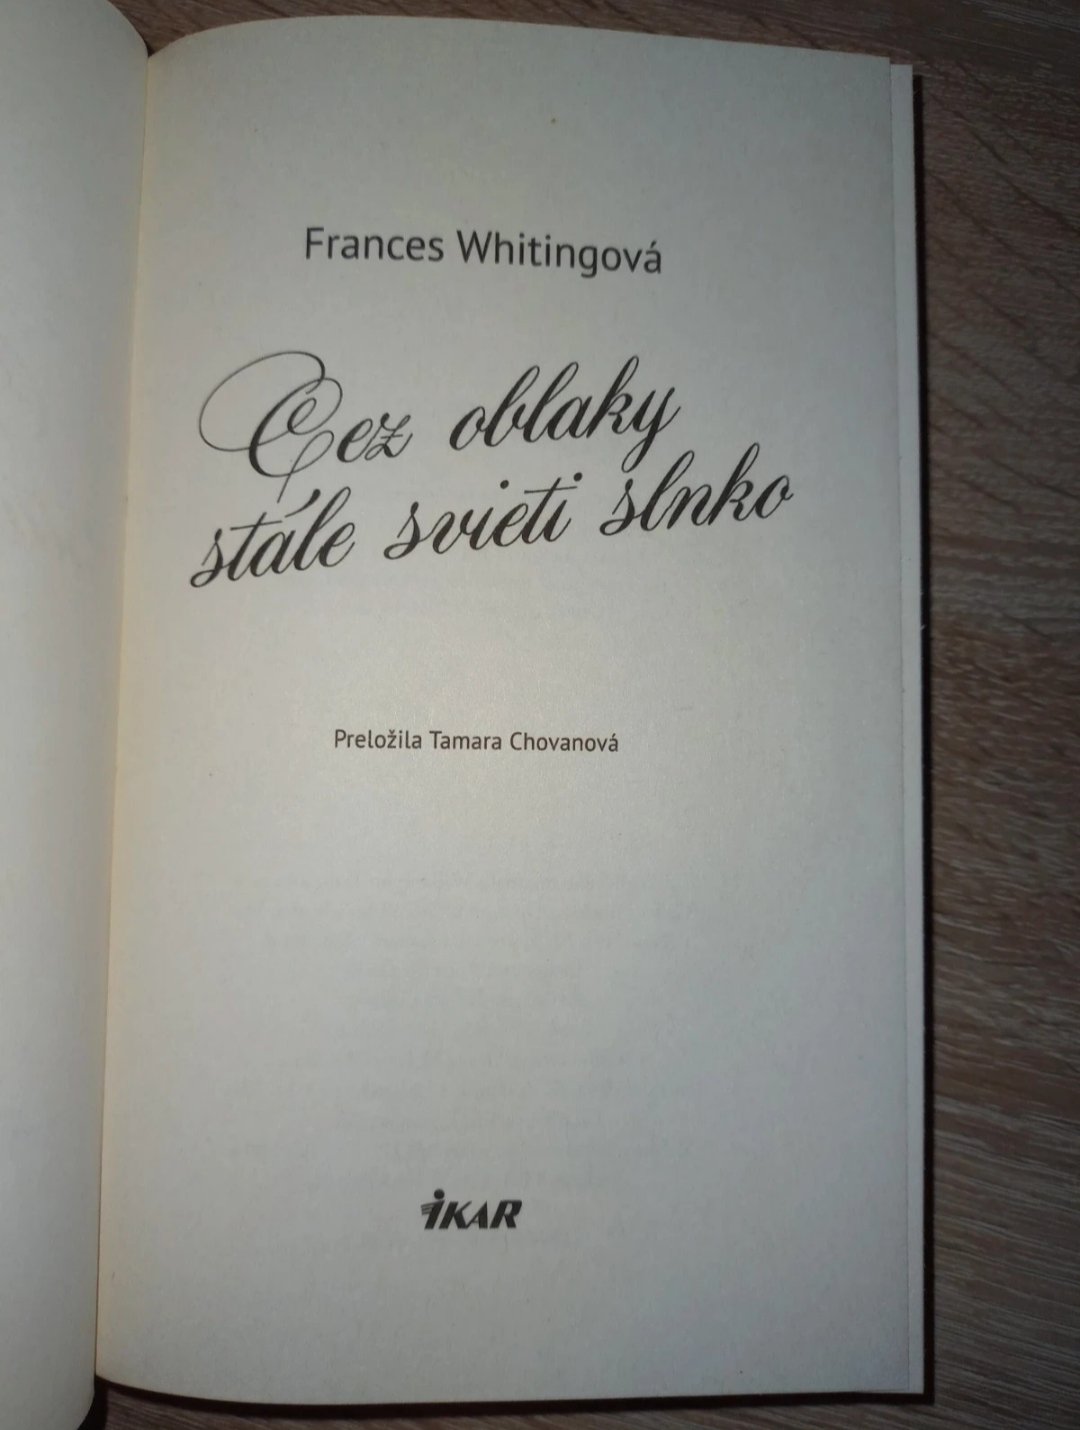 Frances Whitingová
Cez oblaky
stále svieti slnko
Preložila Tamara Chovanová
IKAR